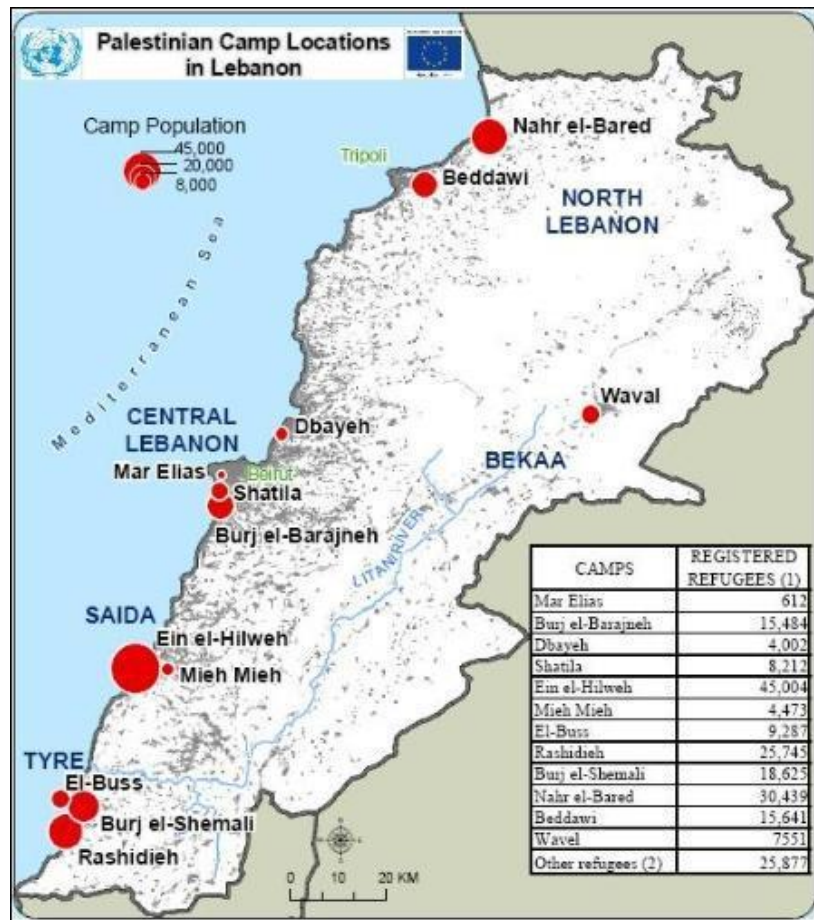 Palestinian Camp Locations
in Lebanon
Camp Population
45,000
20,000
8,000
Mediterranean Sea
Nahr el-Bared
Tripoli
Beddawi
NORTH
LEBANON
Waval
CENTRAL
LEBANON
Dbayeh
BEKAA
Mar Elias
Beirut
Shatila
Burj el-Barajneh
LITANI RIVER
SAIDA
Ein el-Hilweh
Mieh Mieh
TYRE
El-Buss
Burj el-Shemali
Rashidieh
0 10 20 KM
CAMPS REGISTERED
REFUGEES (1)
Mar Elias 612
Burj el-Barajneh 15,484
Dbayeh 4,002
Shatila 8,212
Ein el-Hilweh 45,004
Mieh Mieh 4,473
El-Buss 9,287
Rashidieh 25,745
Burj el-Shemali 18,625
Nahr el-Bared 30,439
Beddawi 15,641
Wavel 7551
Other refugees (2) 25,877